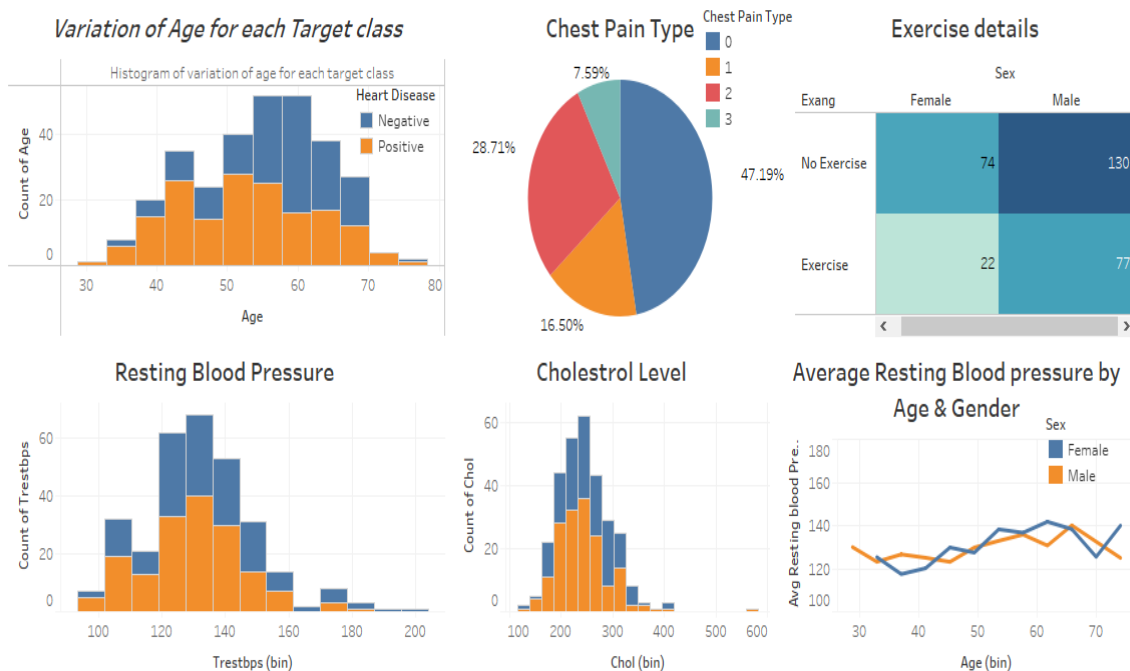 Variation of Age for each Target class
Histogram of variation of age for each target class
Heart Disease
Negative
Positive
Count of Age
40
20
0
30 40 50 60 70 80
Age
Chest Pain Type
Chest Pain Type
0
1
2
3
7.59%
28.71%
47.19%
16.50%
Exercise details
Sex
Exang Female Male
No Exercise 74 130
Exercise 22 77
Resting Blood Pressure
Count of Trestbps
60
40
20
0
100 120 140 160 180 200
Trestbps (bin)
Cholestrol Level
Count of Chol
60
40
20
0
100 200 300 400 500 600
Chol (bin)
Average Resting Blood pressure by
Age & Gender
Sex
Female
Male
Avg Resting blood Pre..
180
160
140
120
100
30 40 50 60 70
Age (bin)